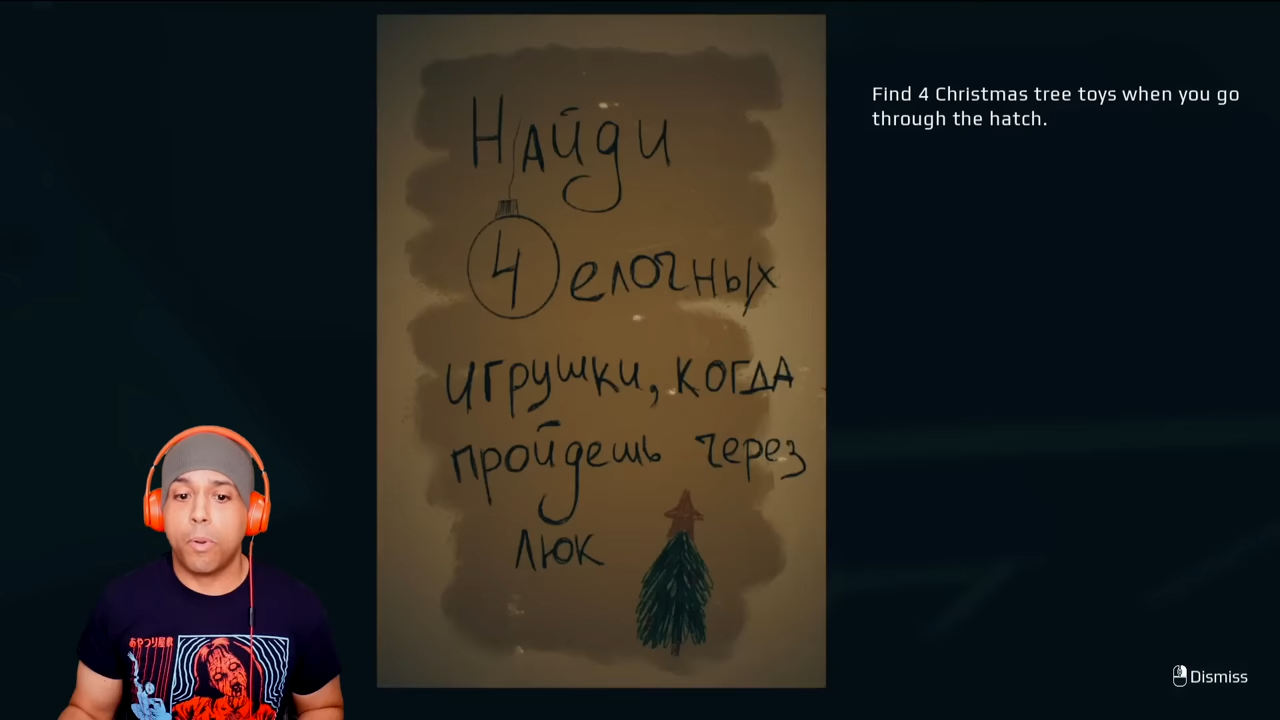 Найди
4 елочных
игрушки, когда
пройдешь через
люк
Find 4 Christmas tree toys when you go
through the hatch.
Dismiss